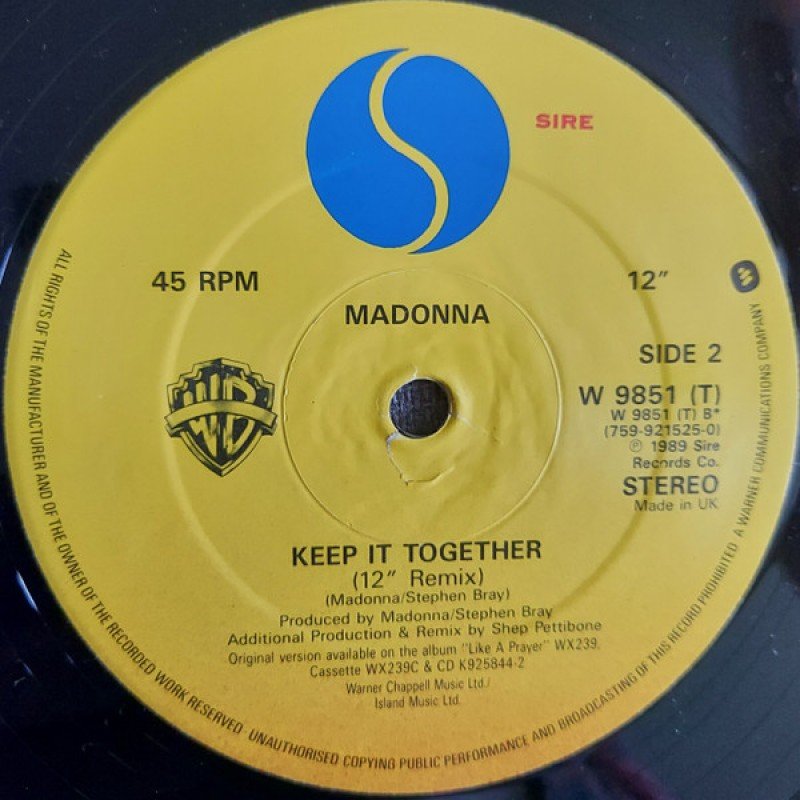 SIRE
45 RPM
12"
MADONNA
SIDE 2
W 9851 (T)
W 9851 (T) B*
(759-921525-0)
℗ 1989 Sire
Records Co.
STEREO
Made in UK
WB
KEEP IT TOGETHER
(12" Remix)
(Madonna/Stephen Bray)
Produced by Madonna/Stephen Bray
Additional Production & Remix by Shep Pettibone
Original version available on the album "Like A Prayer" WX239,
Cassette WX239C & CD K925844-2
Warner Chappell Music Ltd./
Island Music Ltd.
ALL RIGHTS OF THE MANUFACTURER AND OF THE OWNER OF THE RECORDED WORK RESERVED · UNAUTHORISED COPYING PUBLIC PERFORMANCE AND BROADCASTING OF THIS RECORD PROHIBITED A WARNER COMMUNICATIONS COMPANY